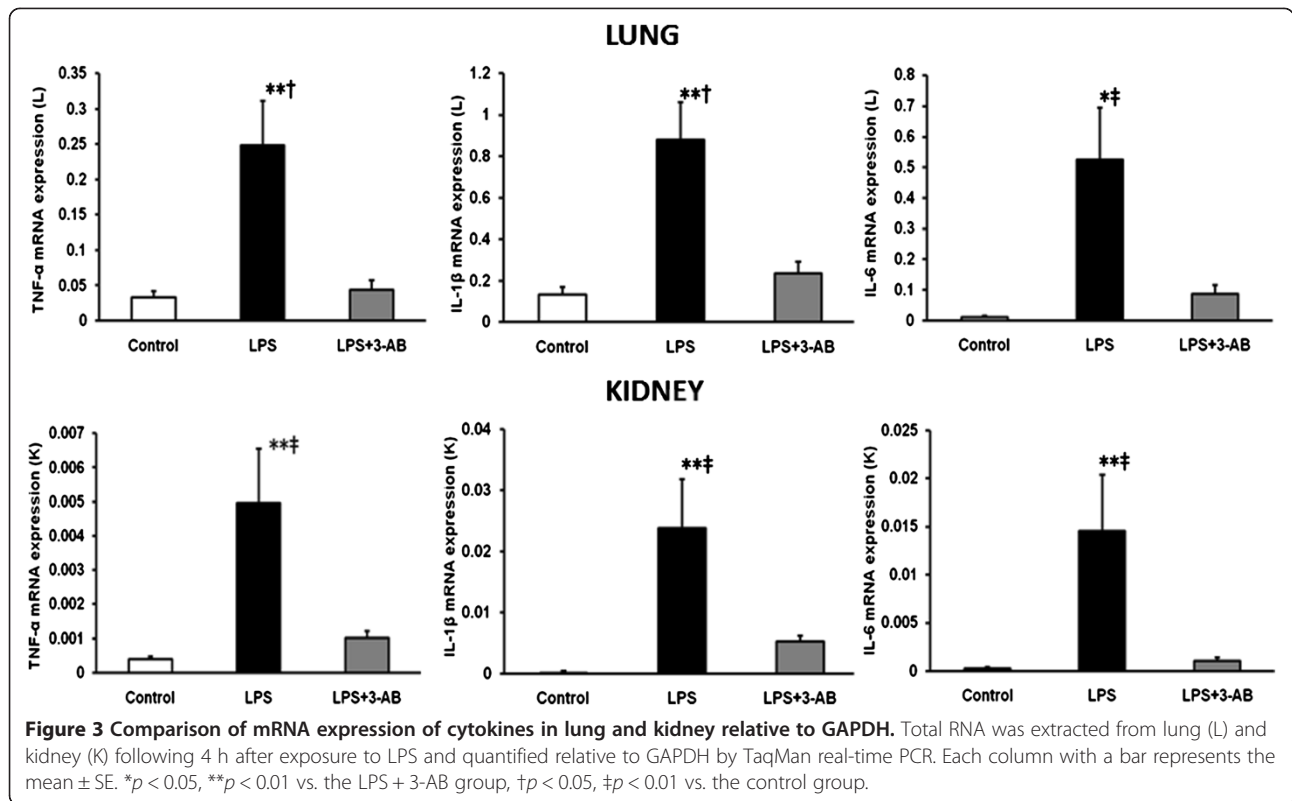 LUNG
TNF-α mRNA expression (L)
0.35
0.3
0.25
0.2
0.15
0.1
0.05
0
**†
Control LPS LPS+3-AB
IL-1β mRNA expression (L)
1.2
1
0.8
0.6
0.4
0.2
0
**†
Control LPS LPS+3-AB
IL-6 mRNA expression (L)
0.8
0.7
0.6
0.5
0.4
0.3
0.2
0.1
0
*‡
Control LPS LPS+3-AB
KIDNEY
TNF-α mRNA expression (K)
0.007
0.006
0.005
0.004
0.003
0.002
0.001
0
**‡
Control LPS LPS+3-AB
IL-1β mRNA expression (K)
0.04
0.03
0.02
0.01
0
**‡
Control LPS LPS+3-AB
IL-6 mRNA expression (K)
0.025
0.02
0.015
0.01
0.005
0
**‡
Control LPS LPS+3-AB
Figure 3 Comparison of mRNA expression of cytokines in lung and kidney relative to GAPDH. Total RNA was extracted from lung (L) and
kidney (K) following 4 h after exposure to LPS and quantified relative to GAPDH by TaqMan real-time PCR. Each column with a bar represents the
mean ± SE. *p < 0.05, **p < 0.01 vs. the LPS + 3-AB group, †p < 0.05, ‡p < 0.01 vs. the control group.